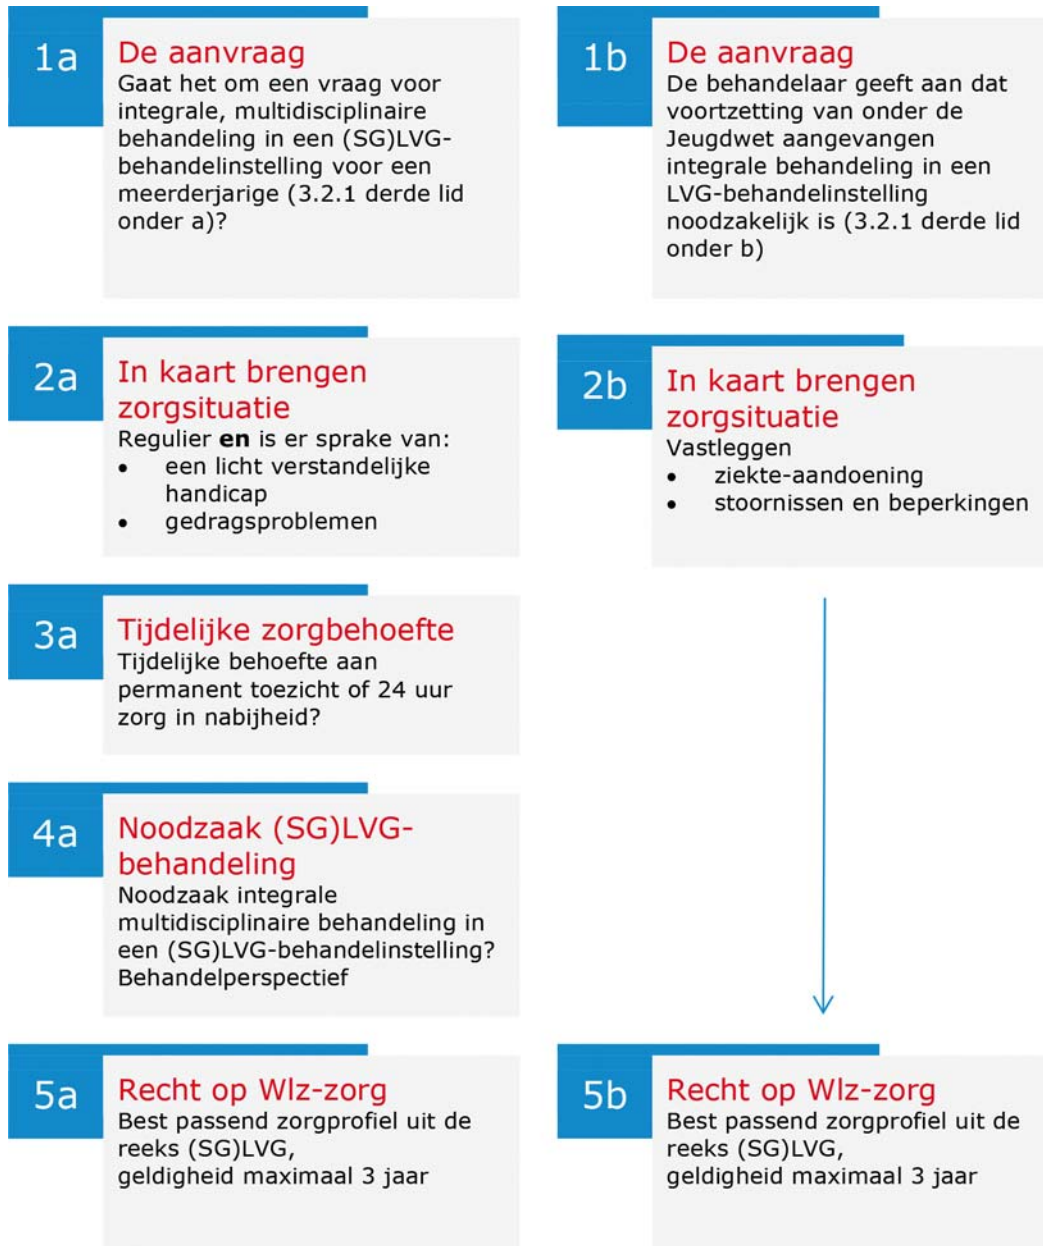 1a
De aanvraag
Gaat het om een vraag voor
integrale, multidisciplinaire
behandeling in een (SG)LVG-
behandelinstelling voor een
meerderjarige (3.2.1 derde lid
onder a)?
1b
De aanvraag
De behandelaar geeft aan dat
voortzetting van onder de
Jeugdwet aangevangen
integrale behandeling in een
LVG-behandelinstelling
noodzakelijk is (3.2.1 derde lid
onder b)
2a
In kaart brengen
zorgsituatie
Regulier en is er sprake van:
• een licht verstandelijke
handicap
• gedragsproblemen
2b
In kaart brengen
zorgsituatie
Vastleggen
• ziekte-aandoening
• stoornissen en beperkingen
3a
Tijdelijke zorgbehoefte
Tijdelijke behoefte aan
permanent toezicht of 24 uur
zorg in nabijheid?
4a
Noodzaak (SG)LVG-
behandeling
Noodzaak integrale
multidisciplinaire behandeling in
een (SG)LVG-behandelinstelling?
Behandelperspectief
5a
Recht op Wlz-zorg
Best passend zorgprofiel uit de
reeks (SG)LVG,
geldigheid maximaal 3 jaar
5b
Recht op Wlz-zorg
Best passend zorgprofiel uit de
reeks (SG)LVG,
geldigheid maximaal 3 jaar